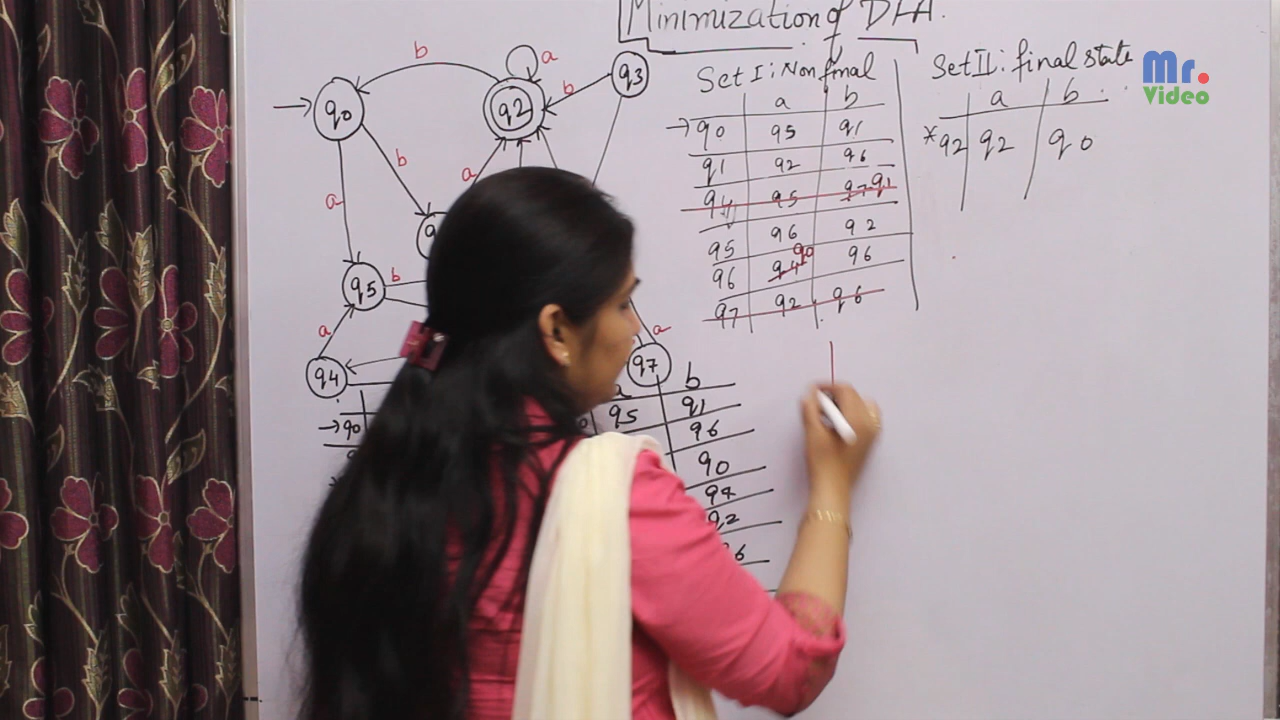 Minimization of DFA.
Set I : Non final
a b
→ q0 q5 q1
q1 q2 q6
q4 q5 q7 q1
q5 q6 q2
q6 q4 q0 q6
q7 q2 q6
Set II : final state
a b
* q2 q2 q0
Mr.
Video
b
a
q3
b
q0
q2
b
a
a
q5
b
a
a
q4
q7
a b
→ q0 q5 q1
q6
q0
q2
6